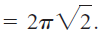 = 2π√2.